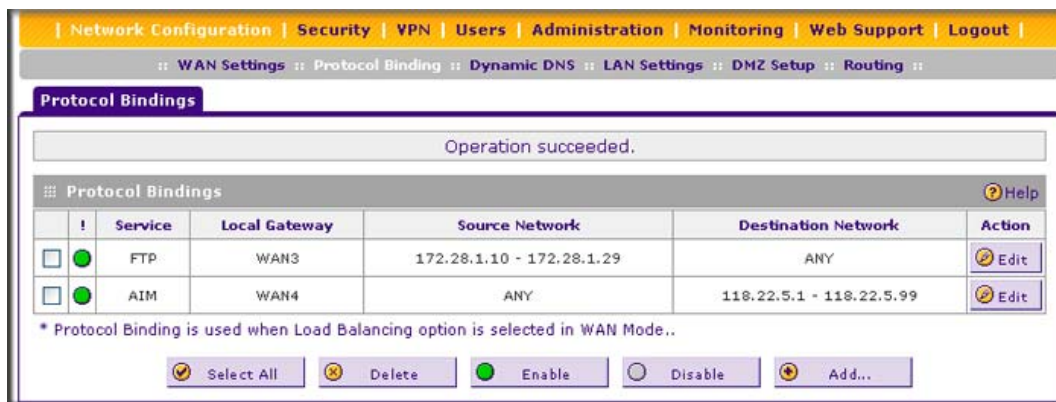 | Network Configuration | Security | VPN | Users | Administration | Monitoring | Web Support | Logout |
:: WAN Settings :: Protocol Binding :: Dynamic DNS :: LAN Settings :: DMZ Setup :: Routing ::
Protocol Bindings
Operation succeeded.
Protocol Bindings ? Help
! Service Local Gateway Source Network Destination Network Action
FTP WAN3 172.28.1.10 - 172.28.1.29 ANY Edit
AIM WAN4 ANY 118.22.5.1 - 118.22.5.99 Edit
* Protocol Binding is used when Load Balancing option is selected in WAN Mode..
Select All Delete Enable Disable Add...